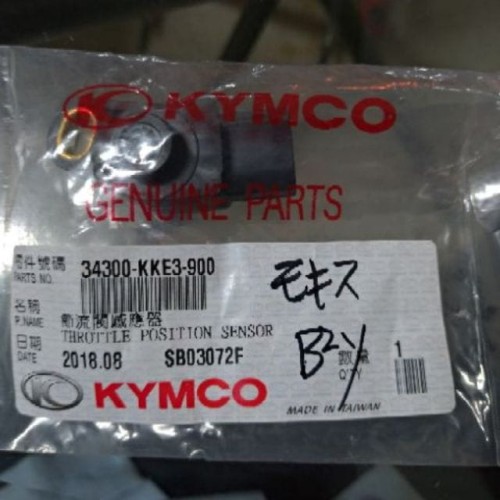 KYMCO
GENUINE PARTS
零件號碼 34300-KKE3-900
PARTS NO.
モキス
名稱 節流閥感應器
P.NAME THROTTLE POSITION SENSOR
日期
DATE 2018.08 SB03072F
數量 1
Q'TY
KYMCO
MADE IN TAIWAN